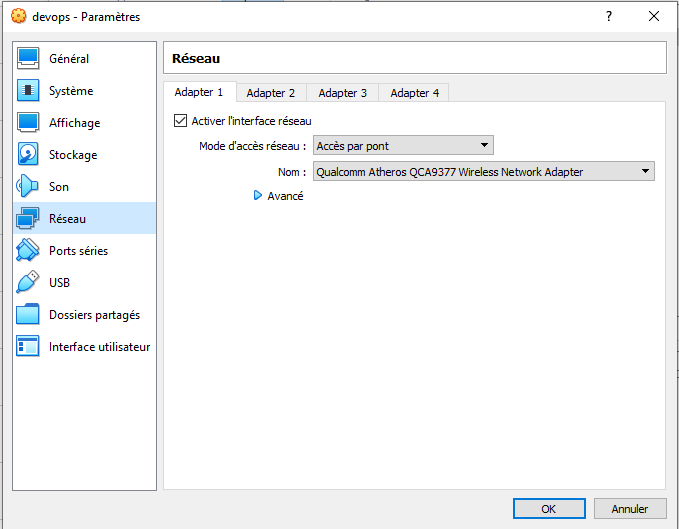 devops - Paramètres
?
Général
Système
Affichage
Stockage
Son
Réseau
Ports séries
USB
Dossiers partagés
Interface utilisateur
Réseau
Adapter 1 Adapter 2 Adapter 3 Adapter 4
Activer l'interface réseau
Mode d'accès réseau : Accès par pont
Nom : Qualcomm Atheros QCA9377 Wireless Network Adapter
Avancé
OK Annuler